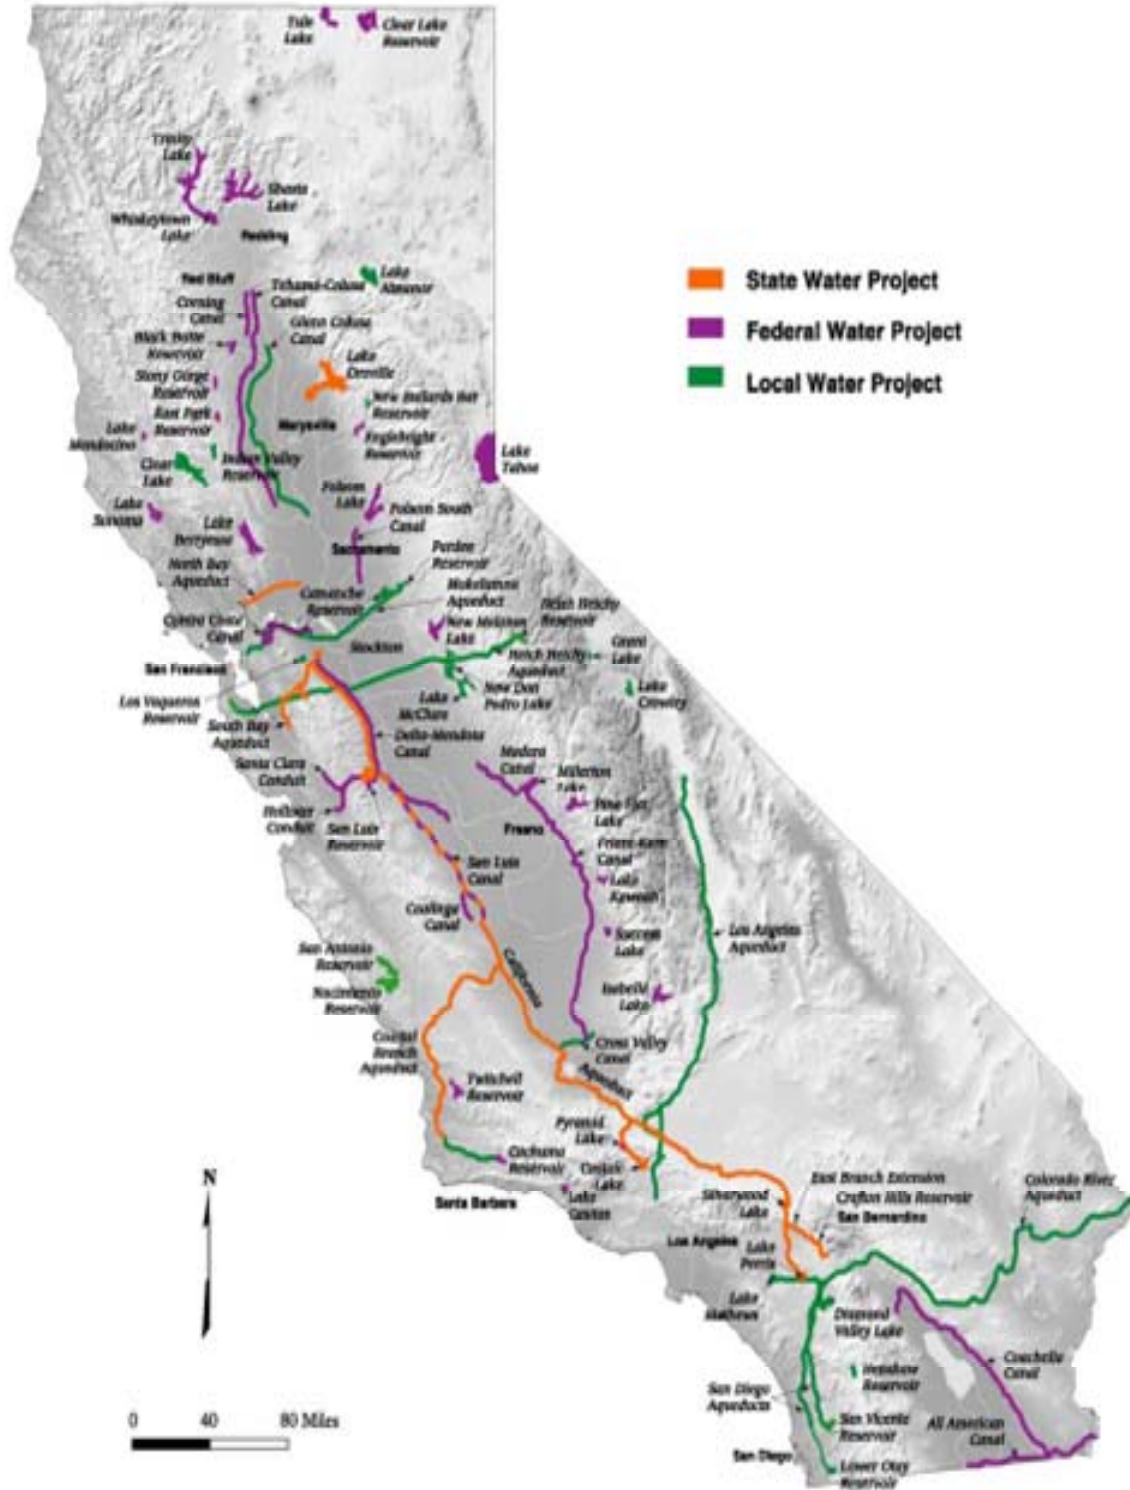 Tule
Lake
Clear Lake
Reservoir
Trinity
Lake
Shasta
Lake
Whiskeytown
Lake
Redding
Red Bluff
Tehama-Colusa
Canal
Lake
Almanor
Corning
Canal
Glenn Colusa
Canal
Black Butte
Reservoir
Lake
Oroville
Stony Gorge
Reservoir
New Bullards Bar
Reservoir
East Park
Reservoir
Marysville
Englebright
Reservoir
Lake
Mendocino
Indian Valley
Reservoir
Clear
Lake
Lake
Tahoe
Folsom
Lake
Folsom South
Canal
Lake
Sonoma
Lake
Berryessa
Sacramento
Pardee
Reservoir
North Bay
Aqueduct
Camanche
Reservoir
Mokelumne
Aqueduct
Hetch Hetchy
Reservoir
Contra Costa
Canal
New Melones
Lake
Stockton
Hetch Hetchy
Aqueduct
Grant
Lake
San Francisco
Los Vaqueros
Reservoir
Lake
McClure
New Don
Pedro Lake
Lake
Crowley
South Bay
Aqueduct
Delta-Mendota
Canal
Santa Clara
Conduit
Madera
Canal
Millerton
Lake
Hollister
Conduit
San Luis
Reservoir
Pine Flat
Lake
Fresno
Friant-Kern
Canal
San Luis
Canal
Lake
Kaweah
Coalinga
Canal
Success
Lake
Los Angeles
Aqueduct
San Antonio
Reservoir
Nacimiento
Reservoir
California
Aqueduct
Isabella
Lake
Coastal
Branch
Aqueduct
Cross Valley
Canal
Twitchell
Reservoir
Pyramid
Lake
Cachuma
Reservoir
Castaic
Lake
Santa Barbara
Lake
Casitas
Silverwood
Lake
East Branch Extension
Crafton Hills Reservoir
San Bernardino
Colorado River
Aqueduct
Los Angeles
Lake
Perris
Lake
Mathews
Diamond
Valley Lake
Coachella
Canal
Henshaw
Reservoir
San Diego
Aqueducts
San Vicente
Reservoir
All American
Canal
San Diego
Lower Otay
Reservoir
State Water Project
Federal Water Project
Local Water Project
N
0 40 80 Miles